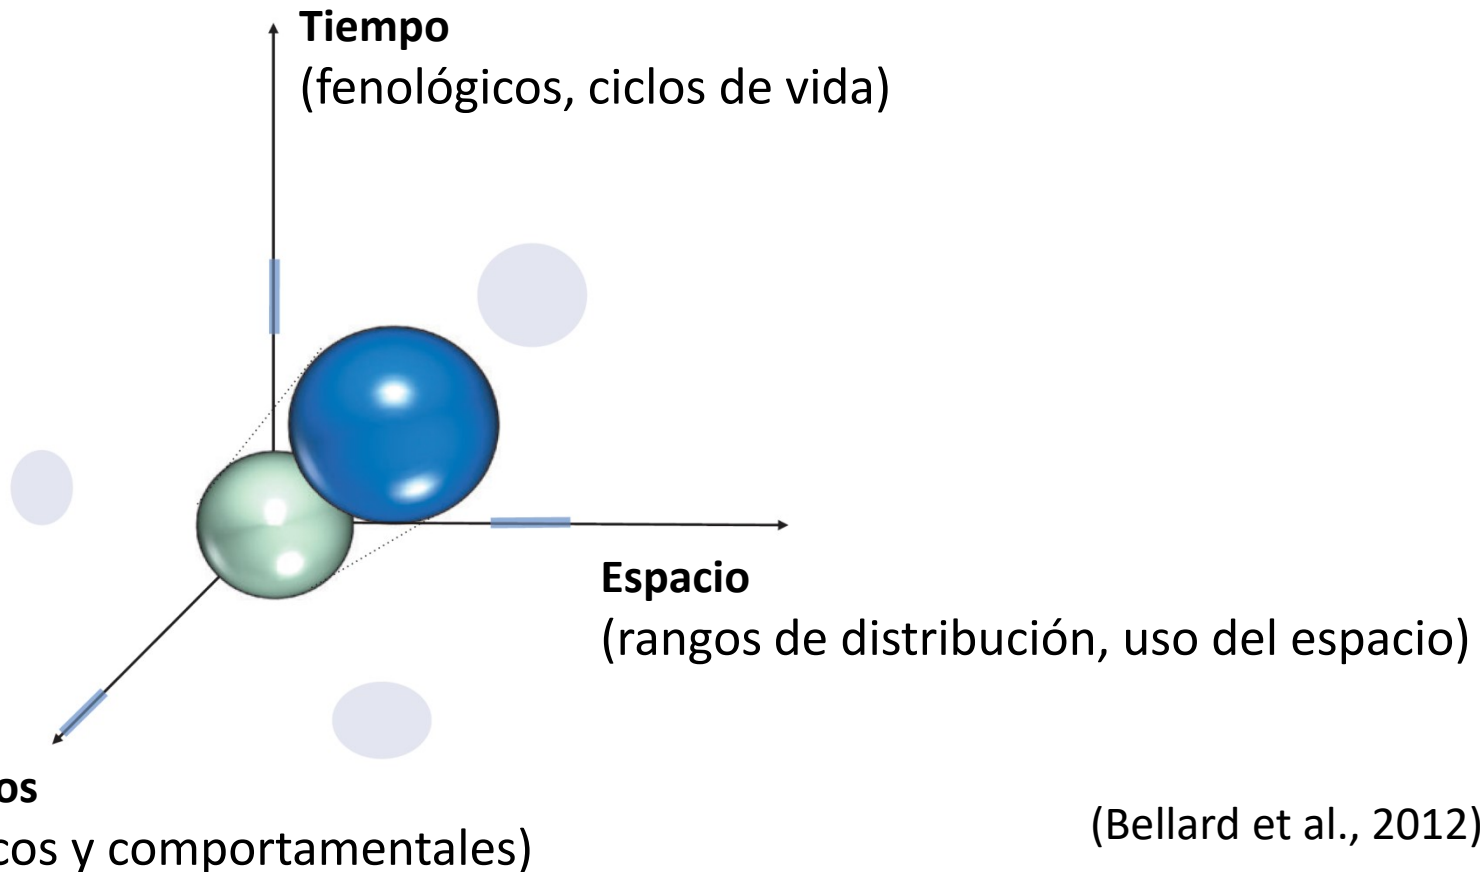 Tiempo
(fenológicos, ciclos de vida)
Espacio
(rangos de distribución, uso del espacio)
os
cos y comportamentales)
(Bellard et al., 2012)